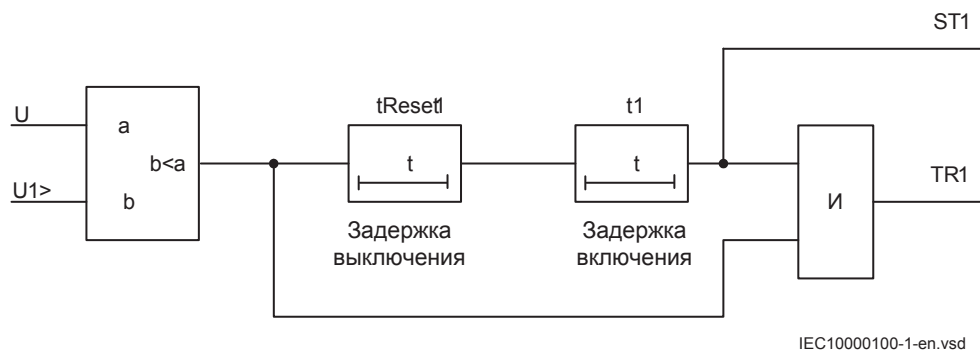 ST1
tReset1
t1
U
a
b<a
t
t
TR1
U1>
b
И
Задержка
выключения
Задержка
включения
IEC10000100-1-en.vsd